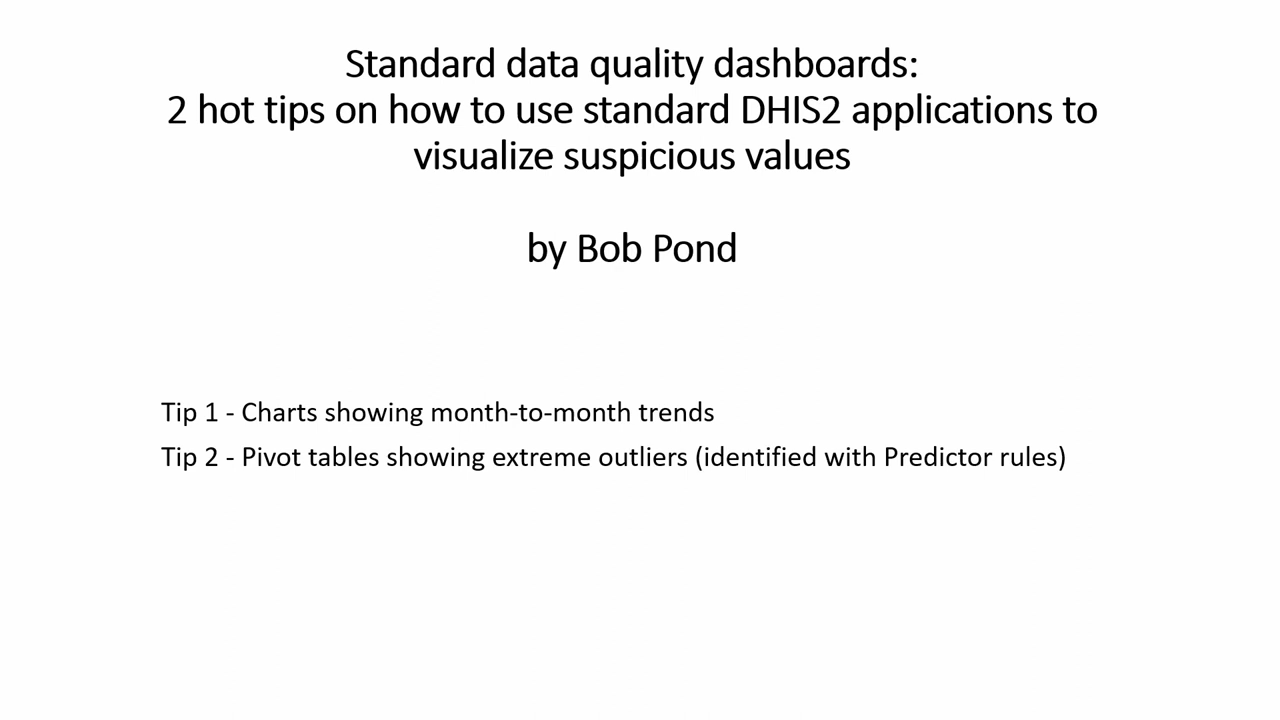 Standard data quality dashboards:
2 hot tips on how to use standard DHIS2 applications to
visualize suspicious values
by Bob Pond
Tip 1 - Charts showing month-to-month trends
Tip 2 - Pivot tables showing extreme outliers (identified with Predictor rules)